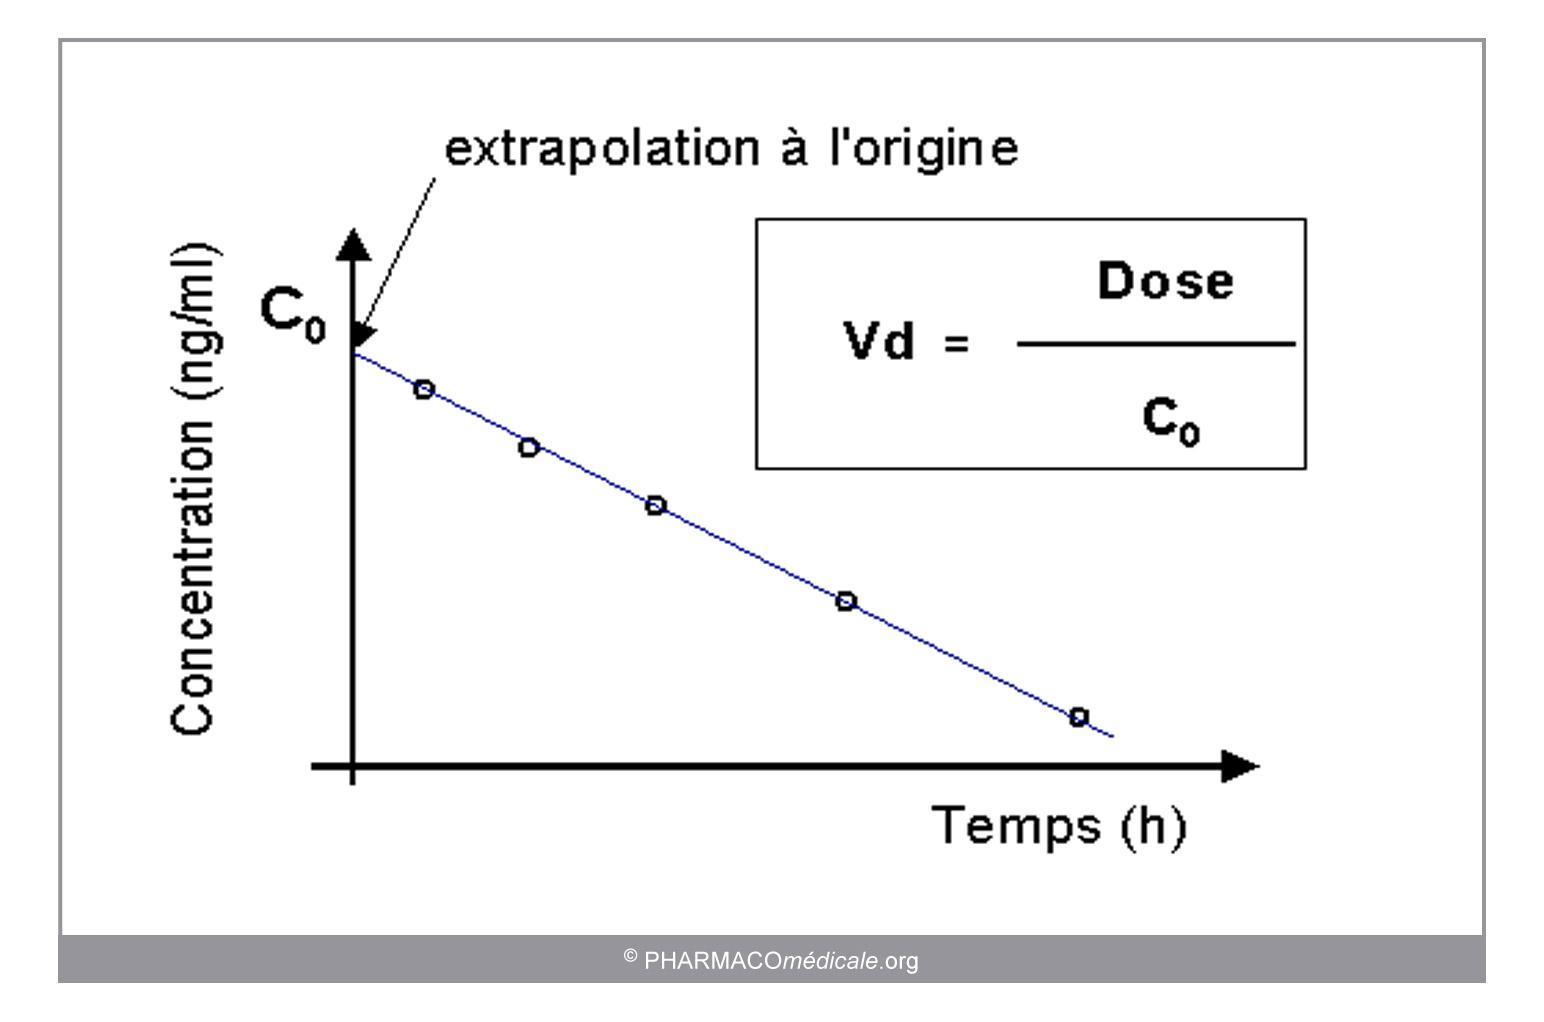 extrapolation à l'origine
Concentration (ng/ml)
C0
Vd =
Dose
C0
Temps (h)
© PHARMACOmédicale.org